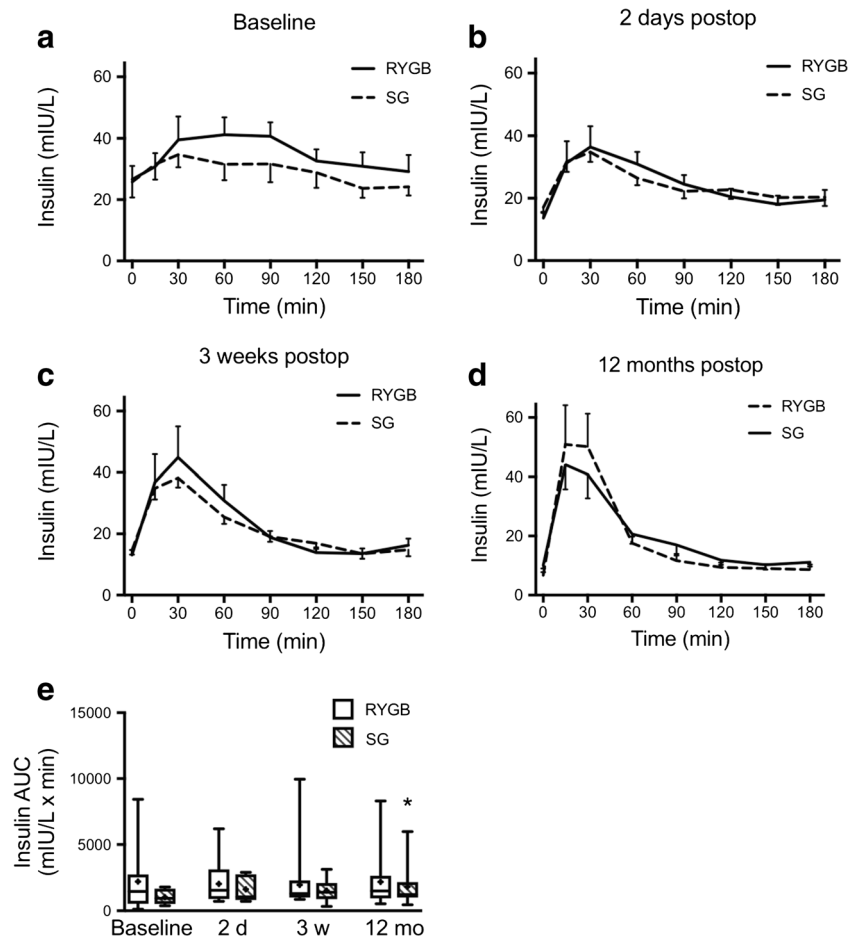 a
Baseline
Insulin (mIU/L)
60
40
20
0
RYGB
SG
0 30 60 90 120 150 180
Time (min)
b
2 days postop
Insulin (mIU/L)
60
40
20
0
RYGB
SG
0 30 60 90 120 150 180
Time (min)
c
3 weeks postop
Insulin (mIU/L)
60
40
20
0
RYGB
SG
0 30 60 90 120 150 180
Time (min)
d
12 months postop
Insulin (mIU/L)
60
40
20
0
RYGB
SG
0 30 60 90 120 150 180
Time (min)
e
Insulin AUC
(mIU/L x min)
15000
10000
5000
0
RYGB
SG
*
Baseline 2 d 3 w 12 mo